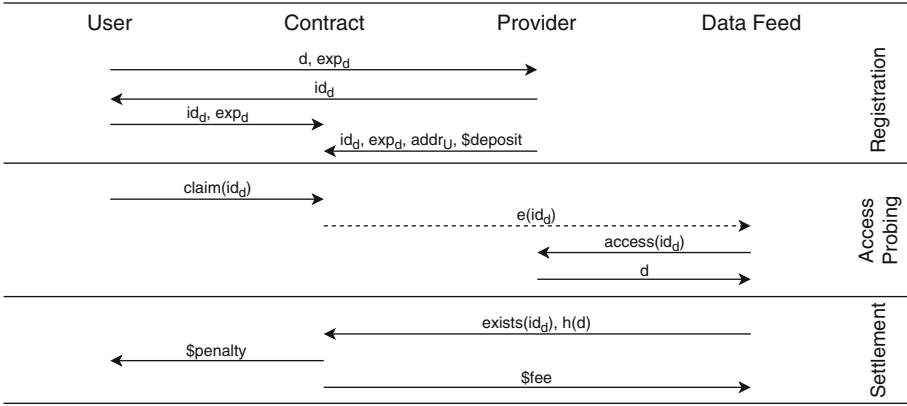 User Contract Provider Data Feed
d, exp_d
id_d
id_d, exp_d
id_d, exp_d, addr_U, $deposit
Registration
claim(id_d)
e(id_d)
access(id_d)
d
Access
Probing
exists(id_d), h(d)
$penalty
$fee
Settlement